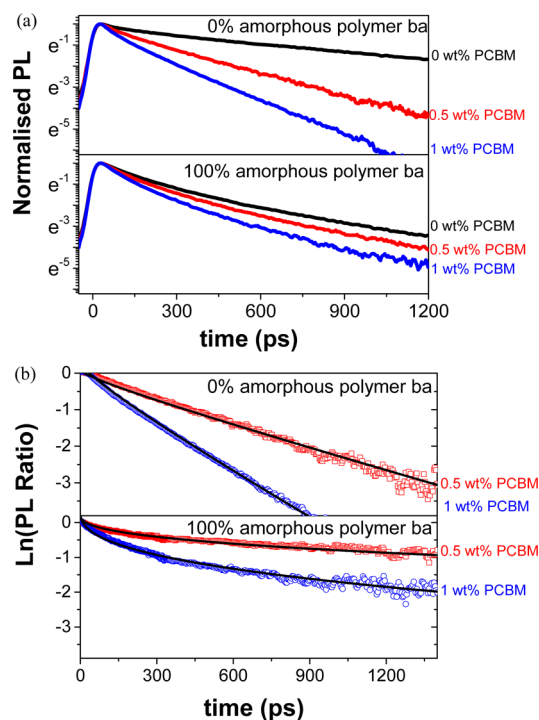 (a)
0% amorphous polymer ba
Normalised PL
e⁻¹
e⁻³
e⁻⁵
0 wt% PCBM
0.5 wt% PCBM
1 wt% PCBM
100% amorphous polymer ba
e⁻¹
e⁻³
e⁻⁵
0 wt% PCBM
0.5 wt% PCBM
1 wt% PCBM
0 300 600 900 1200
time (ps)
(b)
0% amorphous polymer ba
Ln(PL Ratio)
0
-1
-2
-3
0.5 wt% PCBM
1 wt% PCBM
100% amorphous polymer ba
0
-1
-2
-3
0.5 wt% PCBM
1 wt% PCBM
0 300 600 900 1200
time (ps)